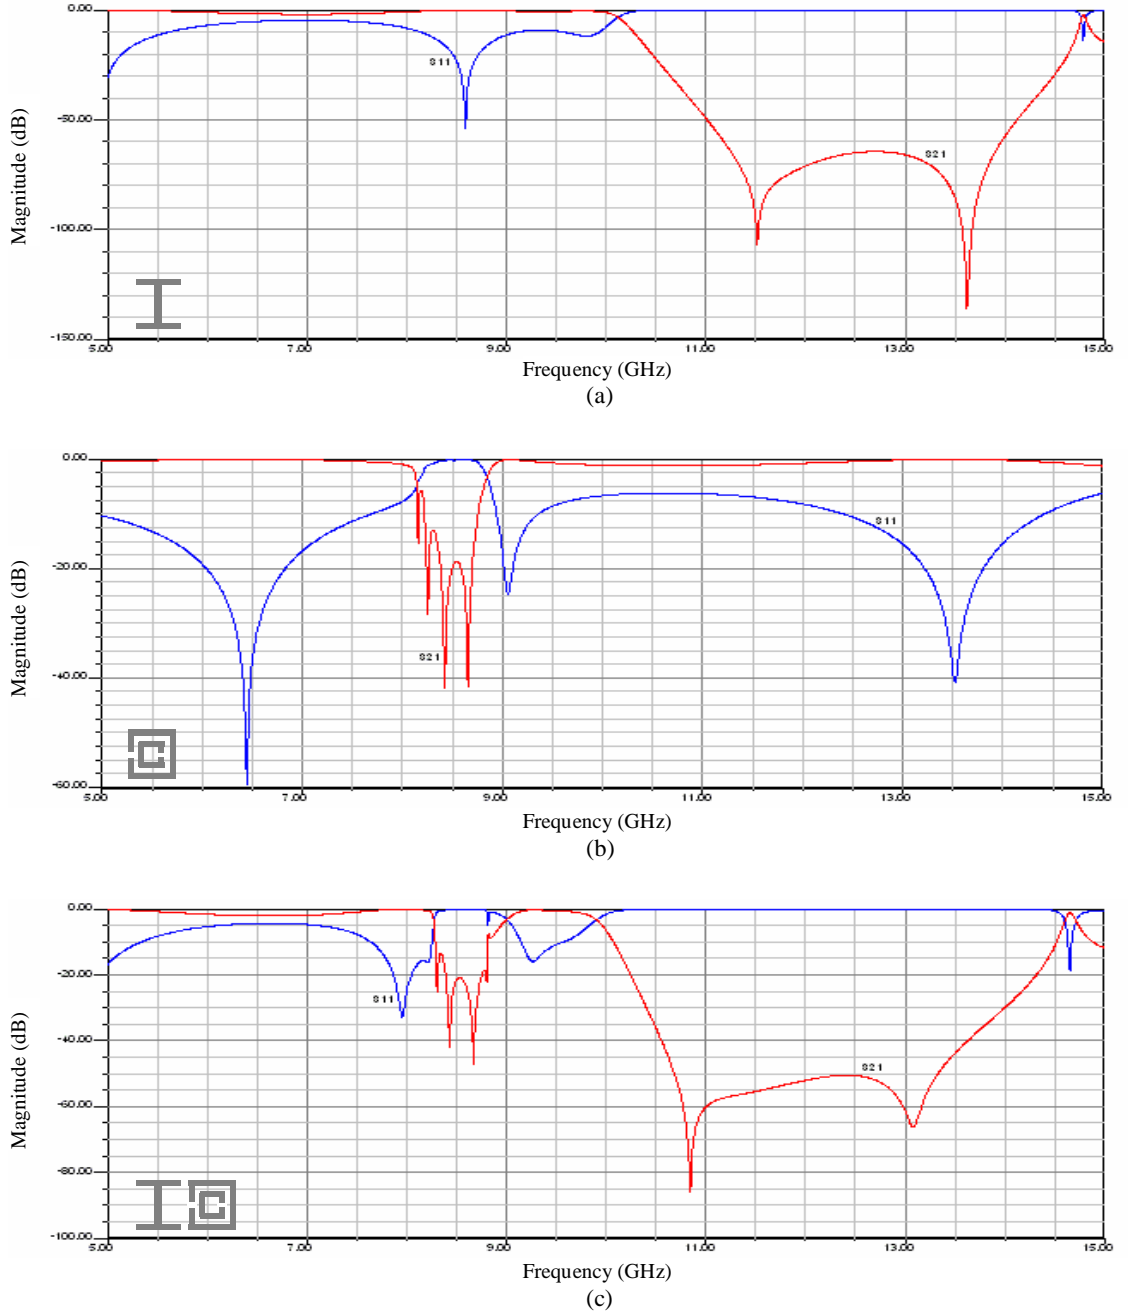 0.00
S11
-50.00
S21
Magnitude (dB)
-100.00
-150.00
5.00 7.00 9.00 11.00 13.00 15.00
Frequency (GHz)
(a)
0.00
S11
-20.00
Magnitude (dB)
S21
-40.00
-60.00
5.00 7.00 9.00 11.00 13.00 15.00
Frequency (GHz)
(b)
0.00
-20.00
S11
-40.00
Magnitude (dB)
S21
-60.00
-80.00
-100.00
5.00 7.00 9.00 11.00 13.00 15.00
Frequency (GHz)
(c)